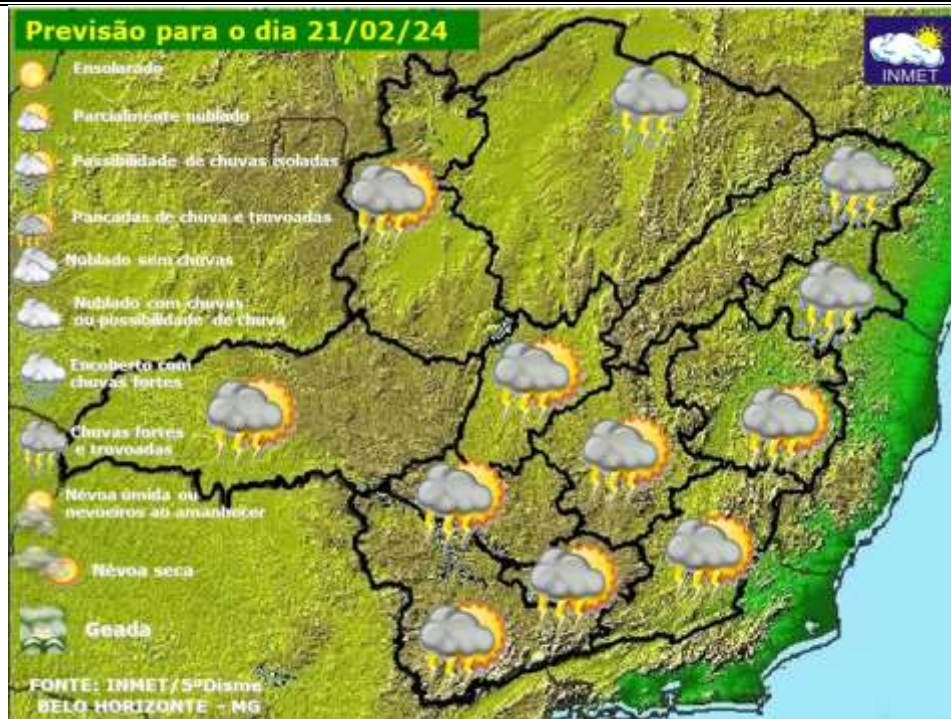 Previsão para o dia 21/02/24
INMET
Ensolarado
Parcialmente nublado
Possibilidade de chuvas isoladas
Pancadas de chuva e trovoadas
Nublado sem chuvas
Nublado com chuvas
ou possibilidade de chuva
Encoberto com
chuvas fortes
Chuvas fortes
e trovoadas
Névoa úmida ou
nevoeiros ao amanhecer
Névoa seca
Geada
FONTE: INMET/5ºDisme
BELO HORIZONTE - MG